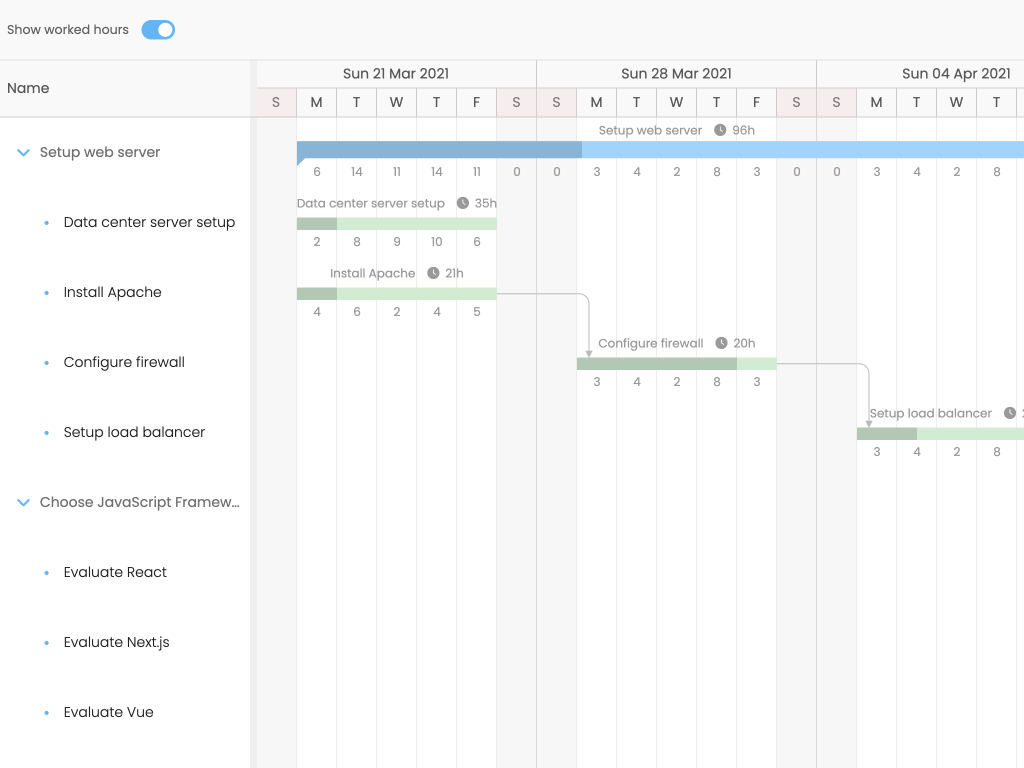 Show worked hours
Name
Sun 21 Mar 2021 Sun 28 Mar 2021 Sun 04 Apr 2021
S M T W T F S S M T W T F S S M T W T
Setup web server 96h
Setup web server
6 14 11 14 11 0 0 3 4 2 8 3 0 0 3 4 2 8
Data center server setup 35h
Data center server setup
2 8 9 10 6
Install Apache 21h
Install Apache
4 6 2 4 5
Configure firewall 20h
Configure firewall
3 4 2 8 3
Setup load balancer
Setup load balancer
3 4 2 8
Choose JavaScript Framew…
Evaluate React
Evaluate Next.js
Evaluate Vue